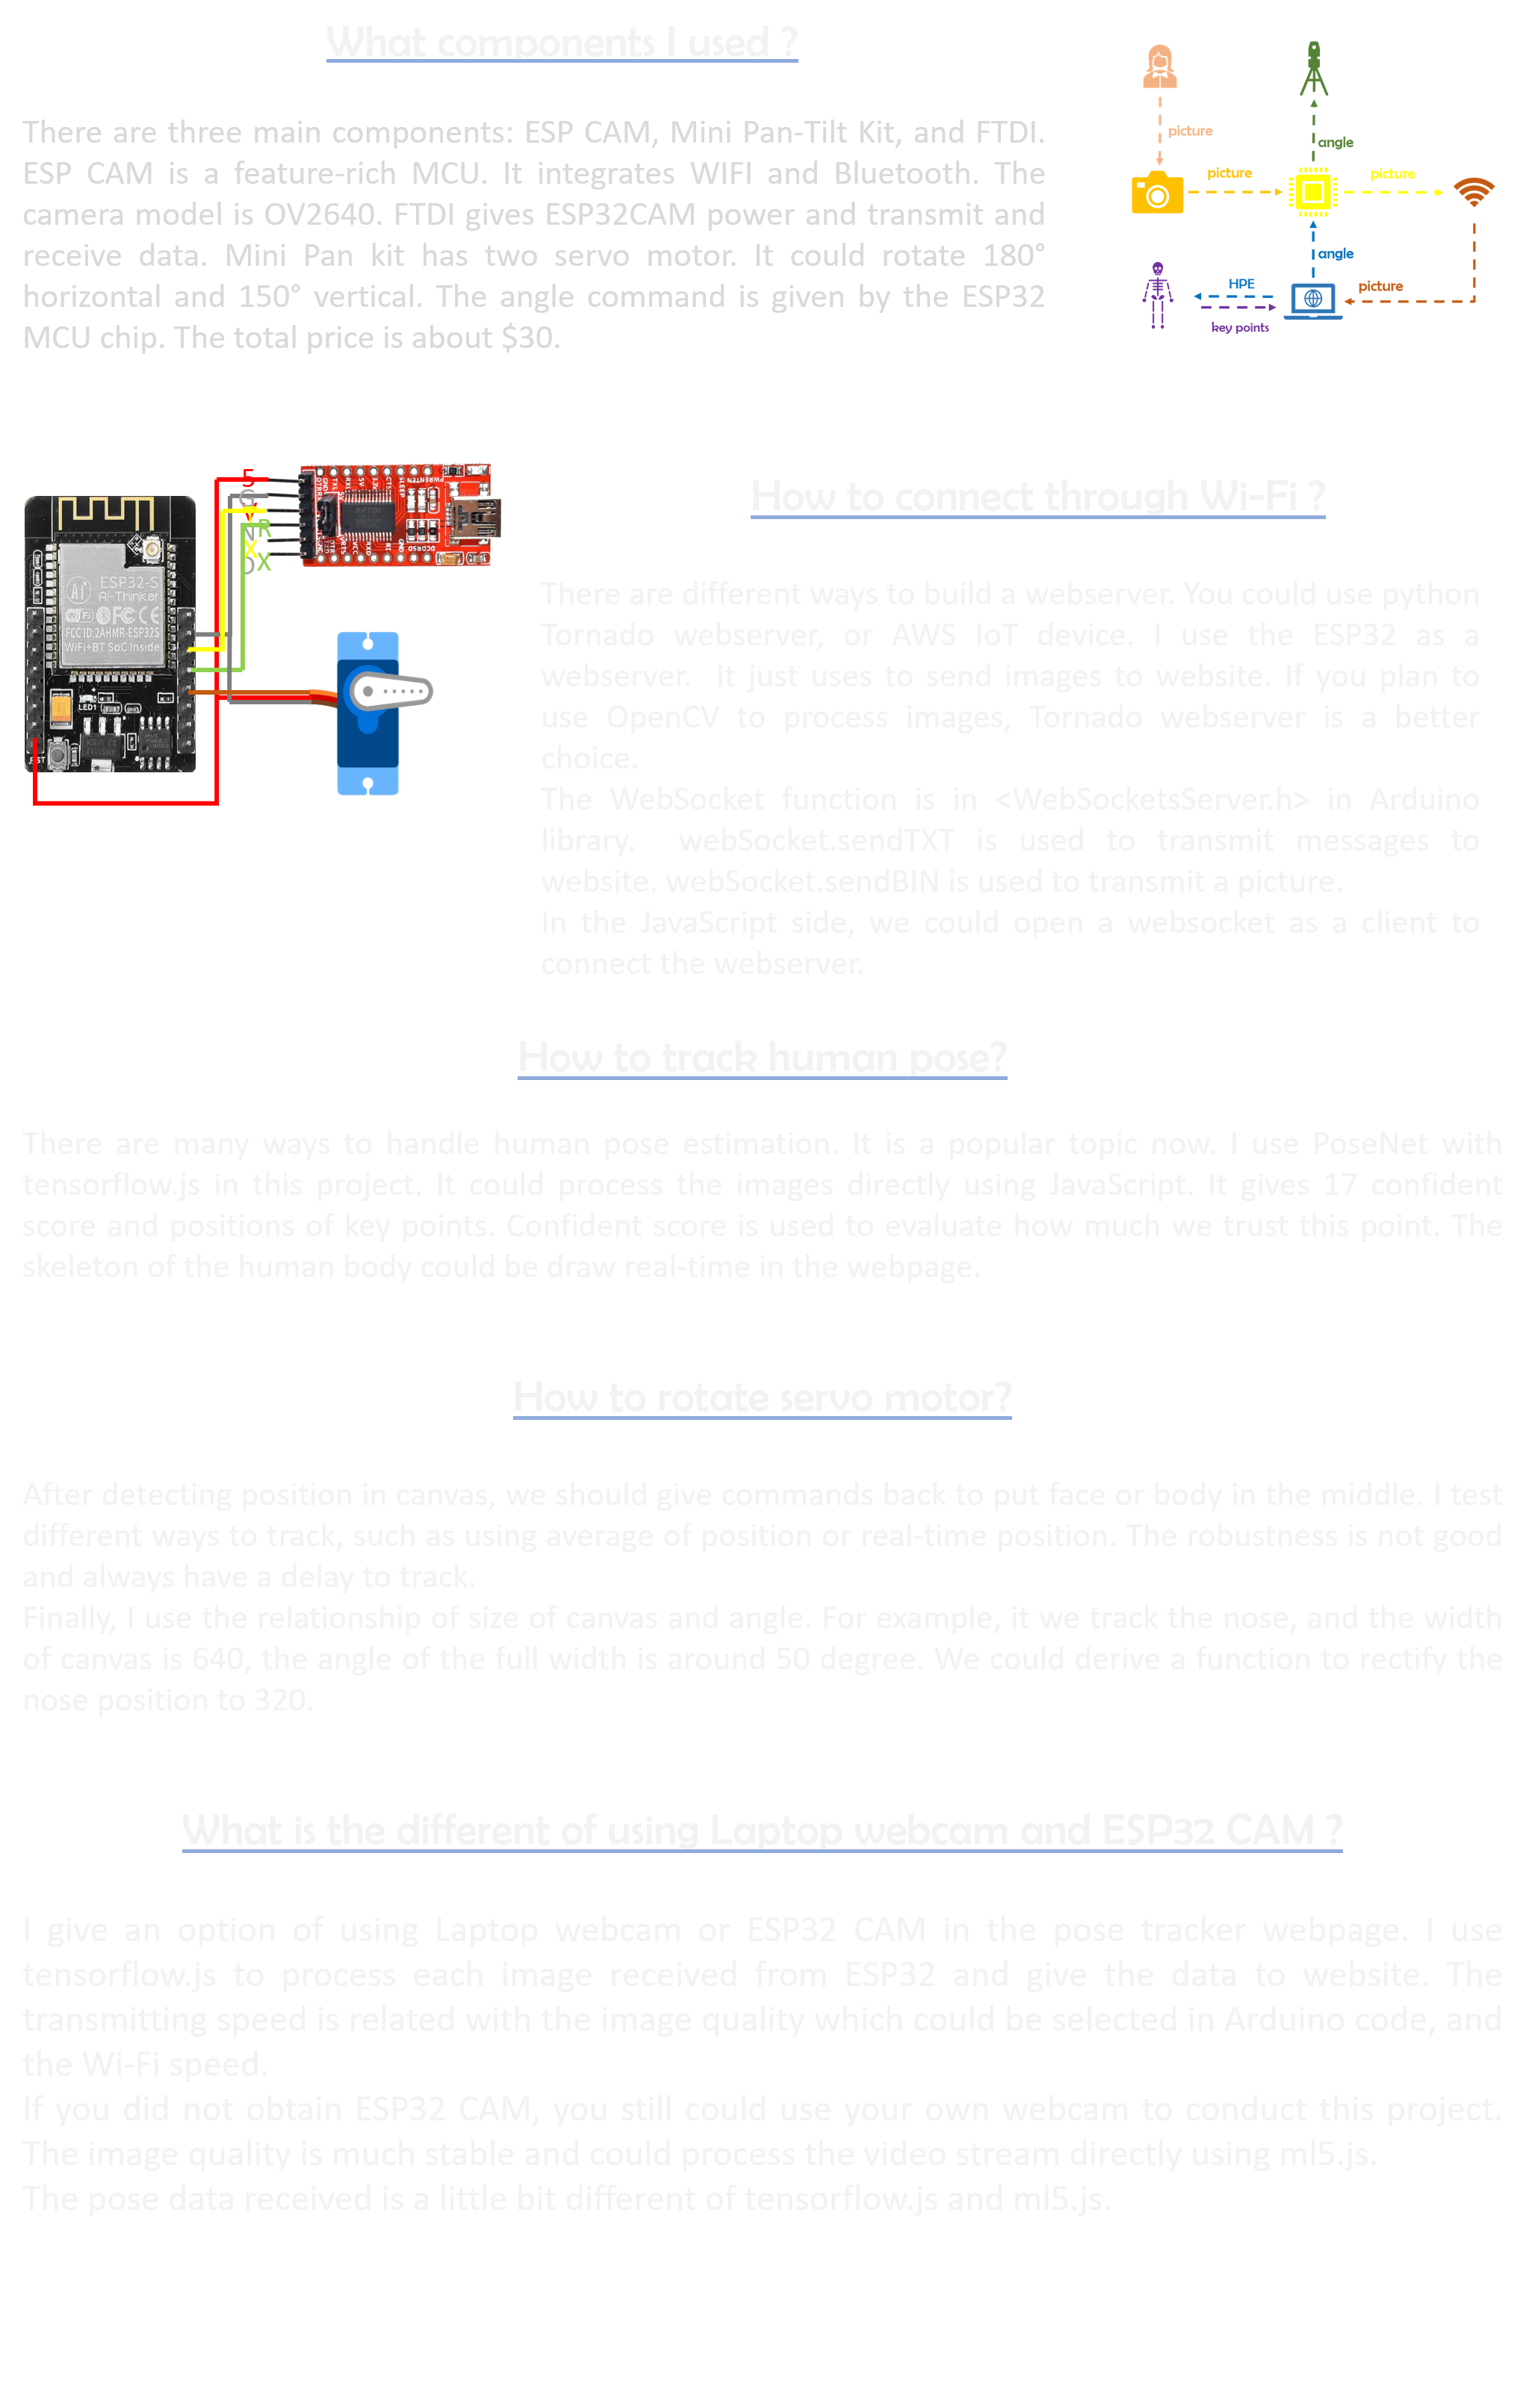 What components I used ?
There are three main components: ESP CAM, Mini Pan-Tilt Kit, and FTDI.
ESP CAM is a feature-rich MCU. It integrates WIFI and Bluetooth. The
camera model is OV2640. FTDI gives ESP32CAM power and transmit and
receive data. Mini Pan kit has two servo motor. It could rotate 180°
horizontal and 150° vertical. The angle command is given by the ESP32
MCU chip. The total price is about $30.
picture
angle
picture
picture
angle
HPE
picture
key points
5
V
G
N
D
X
R
X
ESP32-S
Ai-Thinker
WiFi
FCC ID:2AHMR-ESP32S
WiFi+BT SoC Inside
LED1
RST
How to connect through Wi-Fi ?
There are different ways to build a webserver. You could use python
Tornado webserver, or AWS IoT device. I use the ESP32 as a
webserver. It just uses to send images to website. If you plan to
use OpenCV to process images, Tornado webserver is a better
choice.
The WebSocket function is in <WebSocketsServer.h> in Arduino
library. webSocket.sendTXT is used to transmit messages to
website. webSocket.sendBIN is used to transmit a picture.
In the JavaScript side, we could open a websocket as a client to
connect the webserver.
How to track human pose?
There are many ways to handle human pose estimation. It is a popular topic now. I use PoseNet with
tensorflow.js in this project. It could process the images directly using JavaScript. It gives 17 confident
score and positions of key points. Confident score is used to evaluate how much we trust this point. The
skeleton of the human body could be draw real-time in the webpage.
How to rotate servo motor?
After detecting position in canvas, we should give commands back to put face or body in the middle. I test
different ways to track, such as using average of position or real-time position. The robustness is not good
and always have a delay to track.
Finally, I use the relationship of size of canvas and angle. For example, it we track the nose, and the width
of canvas is 640, the angle of the full width is around 50 degree. We could derive a function to rectify the
nose position to 320.
What is the different of using Laptop webcam and ESP32 CAM ?
I give an option of using Laptop webcam or ESP32 CAM in the pose tracker webpage. I use
tensorflow.js to process each image received from ESP32 and give the data to website. The
transmitting speed is related with the image quality which could be selected in Arduino code, and
the Wi-Fi speed.
If you did not obtain ESP32 CAM, you still could use your own webcam to conduct this project.
The image quality is much stable and could process the video stream directly using ml5.js.
The pose data received is a little bit different of tensorflow.js and ml5.js.